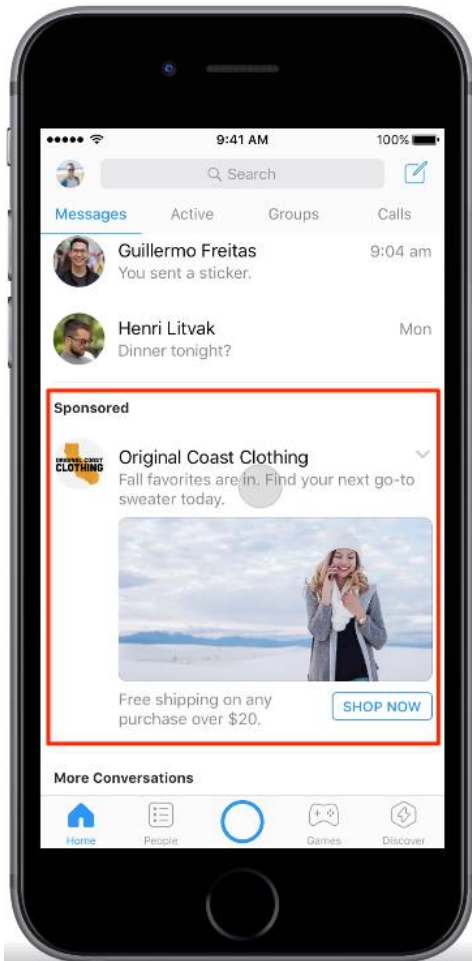 9:41 AM
100%
Search
Messages
Active
Groups
Calls
Guillermo Freitas
9:04 am
You sent a sticker.
Henri Litvak
Mon
Dinner tonight?
Sponsored
ORIGINAL COAST
CLOTHING
Original Coast Clothing
Fall favorites are in. Find your next go-to
sweater today.
Free shipping on any
purchase over $20.
SHOP NOW
More Conversations
Home
People
Games
Discover